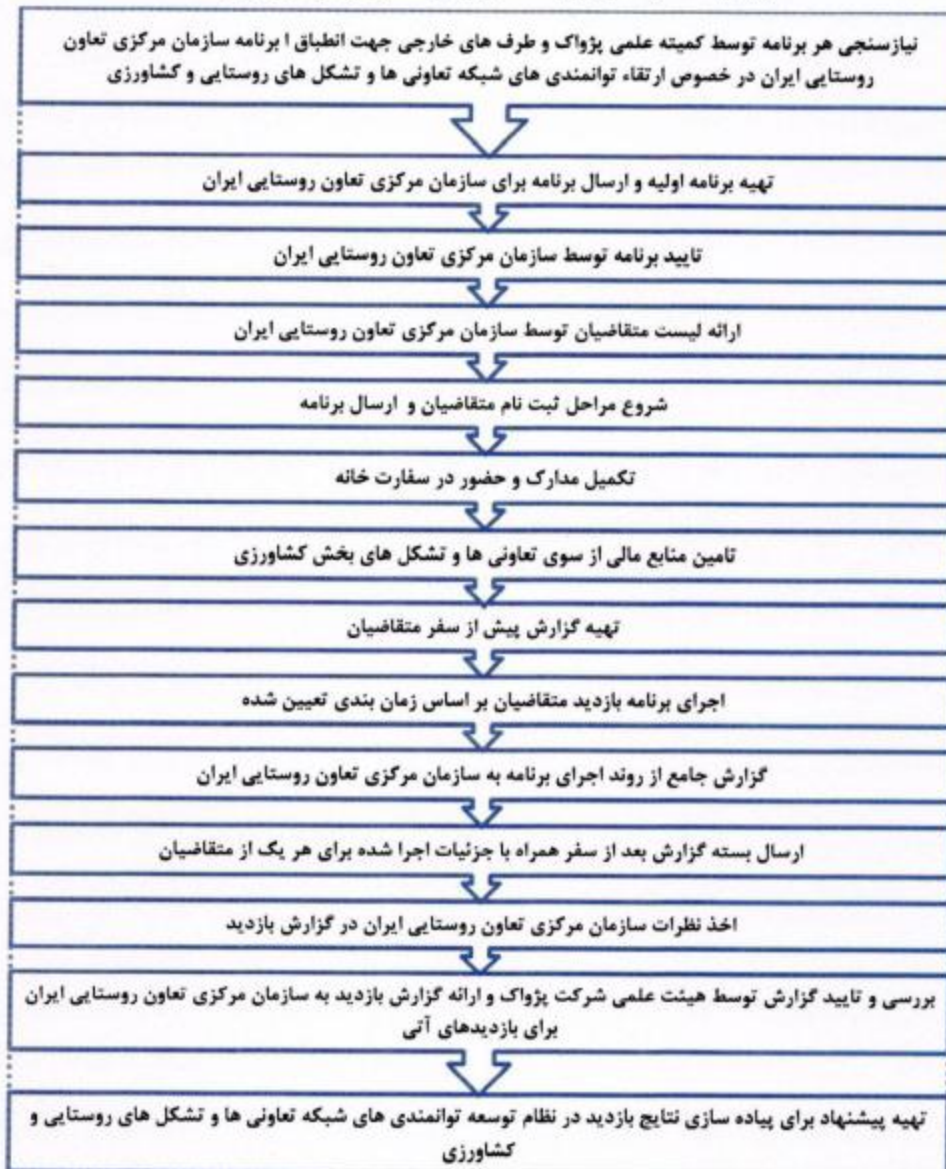 نیازسنجی هر برنامه توسط کمیته علمی پژواک و طرف های خارجی جهت انطباق ا برنامه سازمان مرکزی تعاون
روستایی ایران در خصوص ارتقاء توانمندی های شبکه تعاونی ها و تشکل های روستایی و کشاورزی
تهیه برنامه اولیه و ارسال برنامه برای سازمان مرکزی تعاون روستایی ایران
تایید برنامه توسط سازمان مرکزی تعاون روستایی ایران
ارائه لیست متقاضیان توسط سازمان مرکزی تعاون روستایی ایران
شروع مراحل ثبت نام متقاضیان و ارسال برنامه
تکمیل مدارک و حضور در سفارت خانه
تامین منابع مالی از سوی تعاونی ها و تشکل های بخش کشاورزی
تهیه گزارش پیش از سفر متقاضیان
اجرای برنامه بازدید متقاضیان بر اساس زمان بندی تعیین شده
گزارش جامع از روند اجرای برنامه به سازمان مرکزی تعاون روستایی ایران
ارسال بسته گزارش بعد از سفر همراه با جزئیات اجرا شده برای هر یک از متقاضیان
اخذ نظرات سازمان مرکزی تعاون روستایی ایران در گزارش بازدید
بررسی و تایید گزارش توسط هیئت علمی شرکت پژواک و ارائه گزارش بازدید به سازمان مرکزی تعاون روستایی ایران
برای بازدیدهای آتی
تهیه پیشنهاد برای پیاده سازی نتایج بازدید در نظام توسعه توانمندی های شبکه تعاونی ها و تشکل های روستایی و
کشاورزی